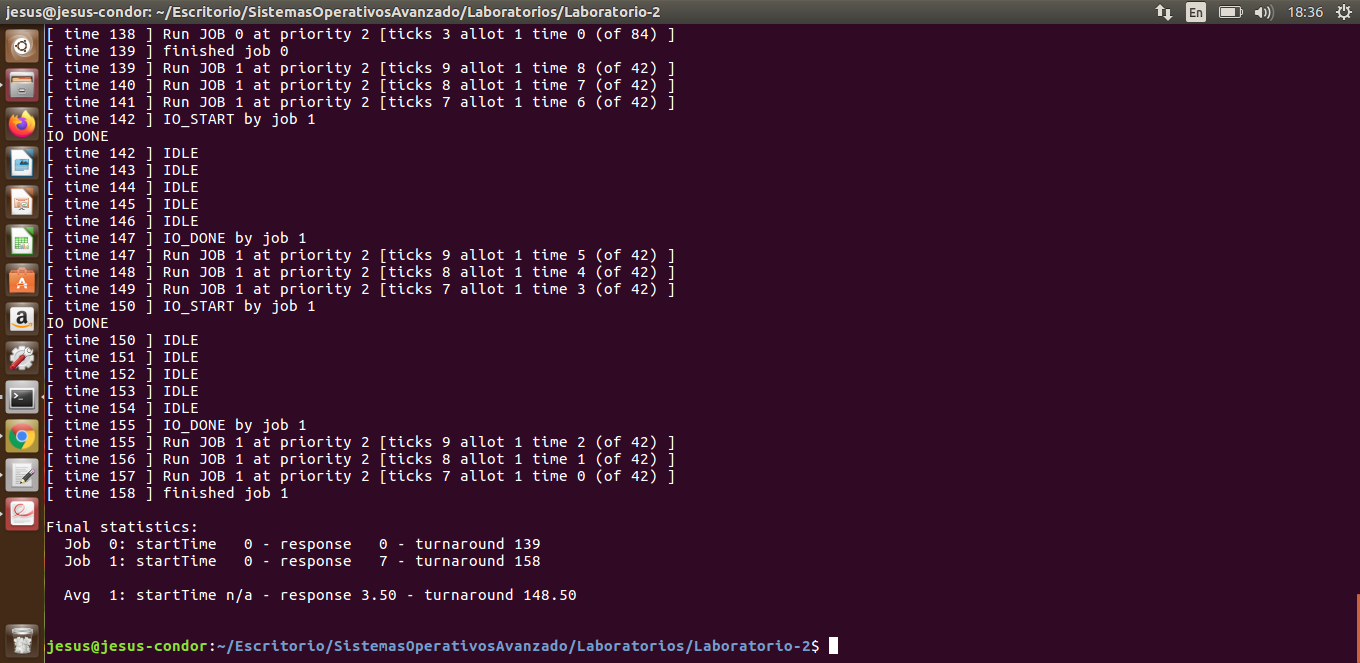 jesus@jesus-condor: ~/Escritorio/SistemasOperativosAvanzado/Laboratorios/Laboratorio-2
En
18:36
[ time 138 ] Run JOB 0 at priority 2 [ticks 3 allot 1 time 0 (of 84) ]
[ time 139 ] finished job 0
[ time 139 ] Run JOB 1 at priority 2 [ticks 9 allot 1 time 8 (of 42) ]
[ time 140 ] Run JOB 1 at priority 2 [ticks 8 allot 1 time 7 (of 42) ]
[ time 141 ] Run JOB 1 at priority 2 [ticks 7 allot 1 time 6 (of 42) ]
[ time 142 ] IO_START by job 1
IO DONE
[ time 142 ] IDLE
[ time 143 ] IDLE
[ time 144 ] IDLE
[ time 145 ] IDLE
[ time 146 ] IDLE
[ time 147 ] IO_DONE by job 1
[ time 147 ] Run JOB 1 at priority 2 [ticks 9 allot 1 time 5 (of 42) ]
[ time 148 ] Run JOB 1 at priority 2 [ticks 8 allot 1 time 4 (of 42) ]
[ time 149 ] Run JOB 1 at priority 2 [ticks 7 allot 1 time 3 (of 42) ]
[ time 150 ] IO_START by job 1
IO DONE
[ time 150 ] IDLE
[ time 151 ] IDLE
[ time 152 ] IDLE
[ time 153 ] IDLE
[ time 154 ] IDLE
[ time 155 ] IO_DONE by job 1
[ time 155 ] Run JOB 1 at priority 2 [ticks 9 allot 1 time 2 (of 42) ]
[ time 156 ] Run JOB 1 at priority 2 [ticks 8 allot 1 time 1 (of 42) ]
[ time 157 ] Run JOB 1 at priority 2 [ticks 7 allot 1 time 0 (of 42) ]
[ time 158 ] finished job 1
Final statistics:
  Job  0: startTime   0 - response   0 - turnaround 139
  Job  1: startTime   0 - response   7 - turnaround 158
  Avg  1: startTime n/a - response 3.50 - turnaround 148.50
jesus@jesus-condor:~/Escritorio/SistemasOperativosAvanzado/Laboratorios/Laboratorio-2$